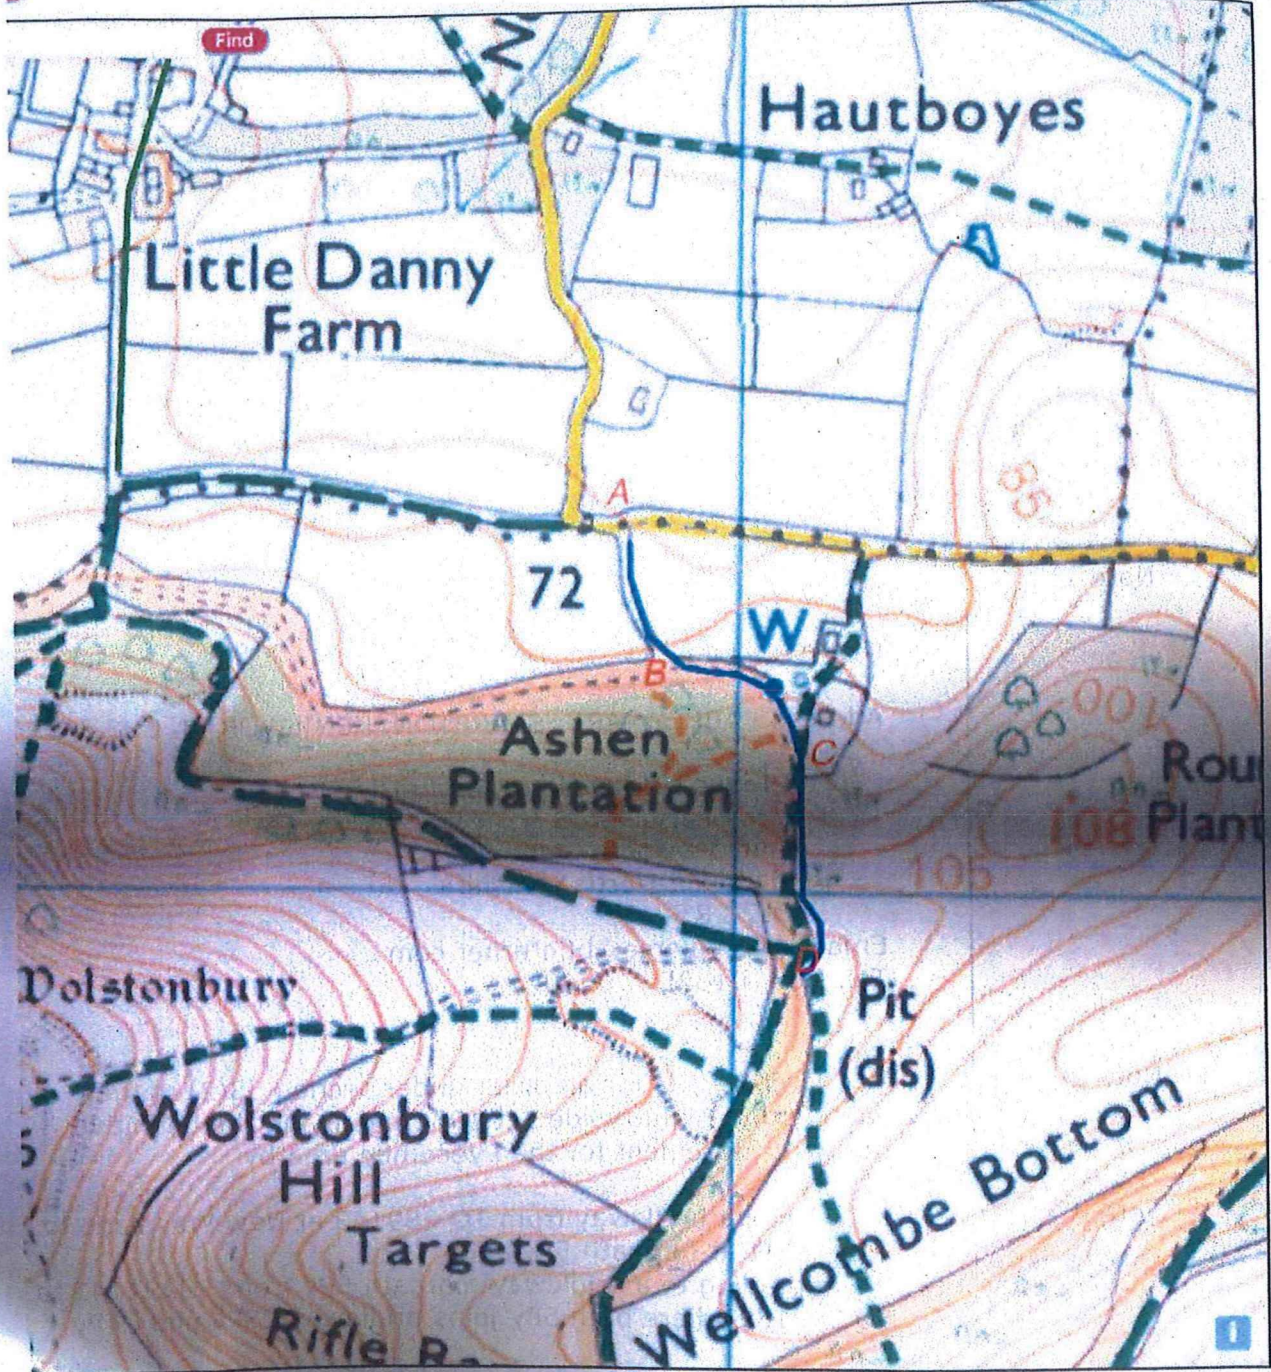 Find
Hautboyes
Little Danny
Farm
A
85
72
W
B
Ashen
Plantation
C
100
Rou
108 Plant
105
D
Wolstonbury
Pit
(dis)
Wolstonbury
Hill
Targets
Wellcombe Bottom
Rifle